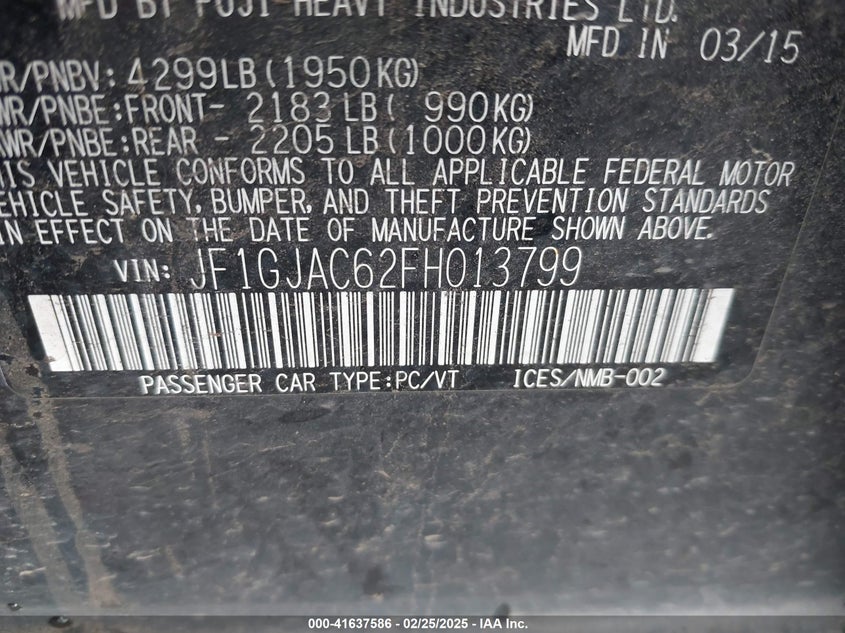 MFD BY FUJI HEAVY INDUSTRIES LTD.
MFD IN 03/15
R/PNBV: 4299LB (1950KG)
WR/PNBE: FRONT- 2183 LB ( 990KG)
WR/PNBE: REAR - 2205 LB (1000KG)
THIS VEHICLE CONFORMS TO ALL APPLICABLE FEDERAL MOTOR
VEHICLE SAFETY, BUMPER, AND THEFT PREVENTION STANDARDS
IN EFFECT ON THE DATE OF MANUFACTURE SHOWN ABOVE.
VIN: JF1GJAC62FH013799
PASSENGER CAR TYPE: PC/VT ICES/NMB-002
000-41637586 - 02/25/2025 - IAA Inc.